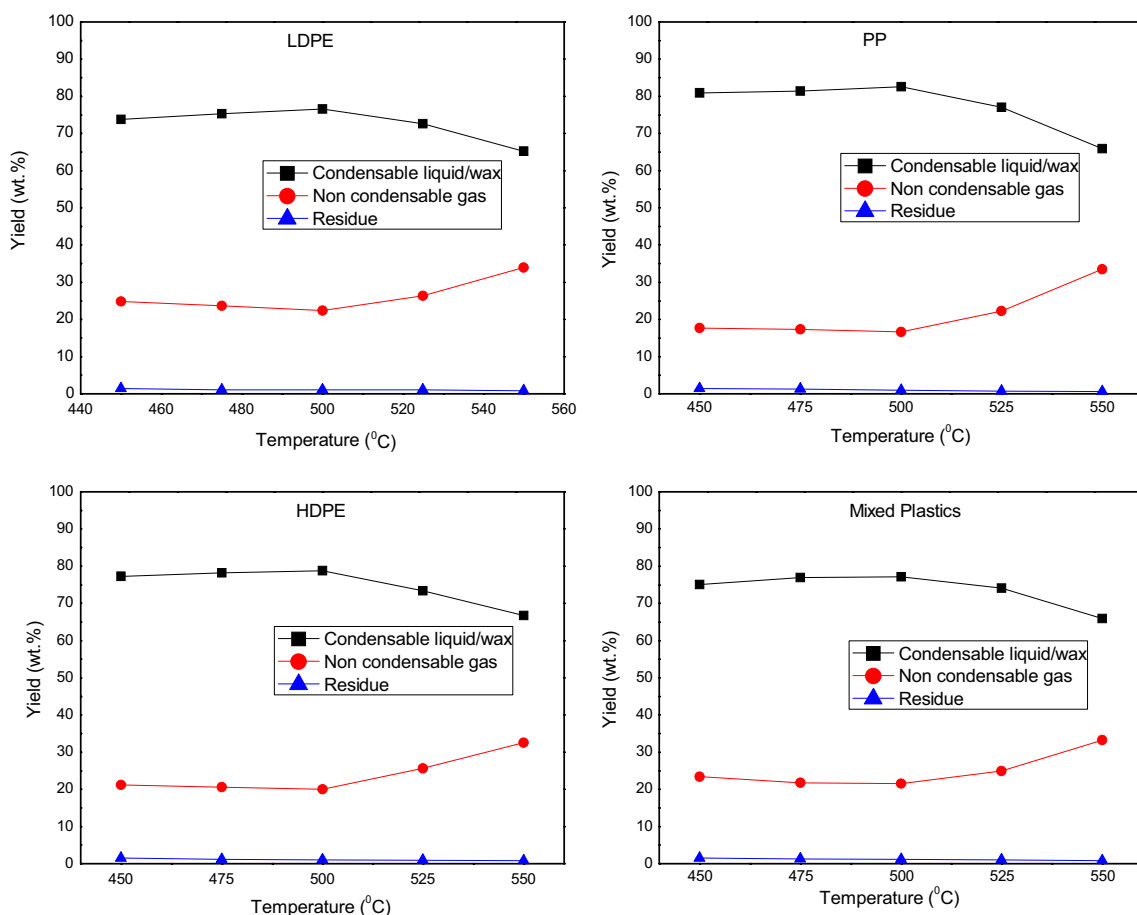 LDPE
100
90
80
70
60
50
40
30
20
10
0
Yield (wt.%)
Condensable liquid/wax
Non condensable gas
Residue
440 460 480 500 520 540 560
Temperature (⁰C)
PP
100
90
80
70
60
50
40
30
20
10
0
Yield (wt.%)
Condensable liquid/wax
Non condensable gas
Residue
450 475 500 525 550
Temperature (⁰C)
HDPE
100
90
80
70
60
50
40
30
20
10
0
Yield (wt.%)
Condensable liquid/wax
Non condensable gas
Residue
450 475 500 525 550
Temperature (⁰C)
Mixed Plastics
100
90
80
70
60
50
40
30
20
10
0
Yield (wt.%)
Condensable liquid/wax
Non condensable gas
Residue
450 475 500 525 550
Temperature (⁰C)